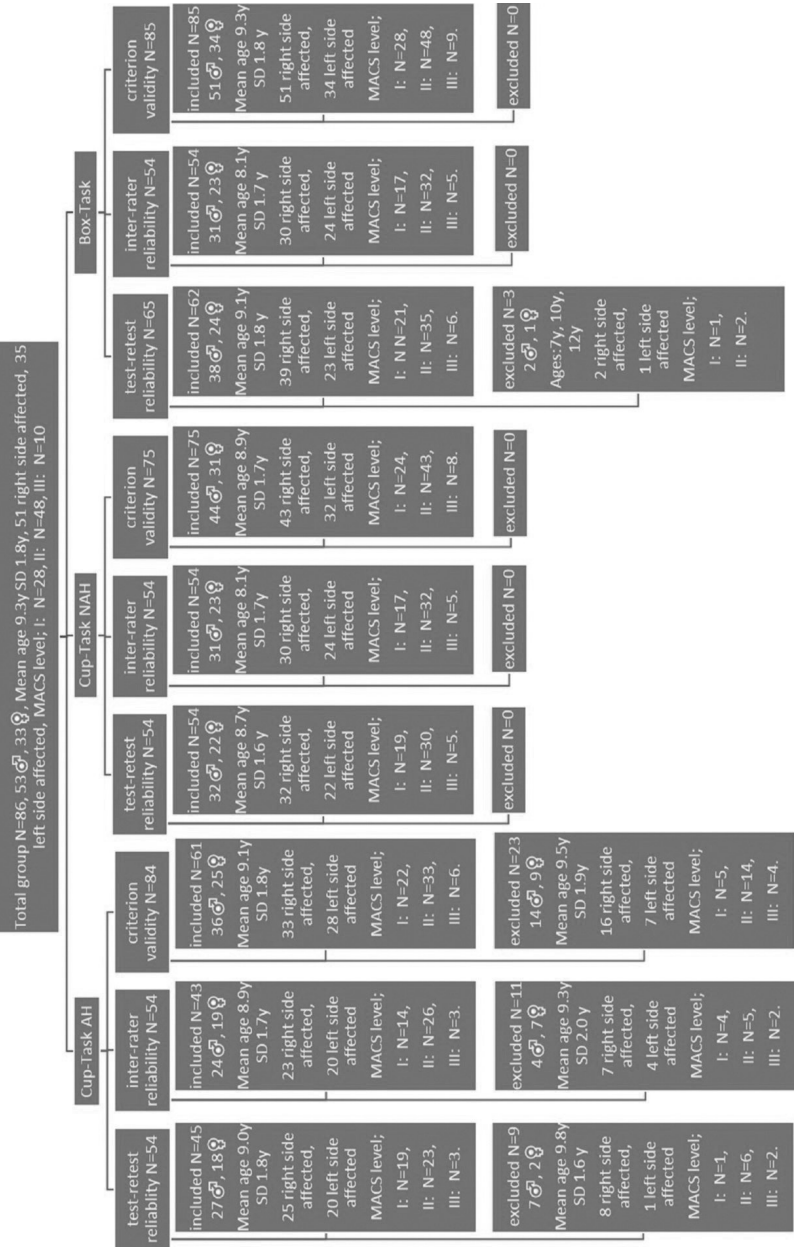 Total group N=86, 53♂, 33♀, Mean age 9.3y SD 1.8y, 51 right side affected, 35
left side affected, MACS level; I: N=28, II: N=48, III: N=10
Cup-Task AH
test-retest
reliablity N=54
included N=45
27♂, 18♀
Mean age 9.0y
SD 1.8y
25 right side
affected,
20 left side
affected
MACS level;
I: N=19,
II: N=23,
III: N=3.
excluded N=9
7♂, 2♀
Mean age 9.8y
SD 1.6 y
8 right side
affected,
1 left side
affected
MACS level;
I: N=1,
II: N=6,
III: N=2.
inter-rater
reliability N=54
included N=43
24♂, 19♀
Mean age 8.9y
SD 1.7y
23 right side
affected,
20 left side
affected
MACS level;
I: N=14,
II: N=26,
III: N=3.
excluded N=11
4♂, 7♀
Mean age 9.3y
SD 2.0 y
7 right side
affected,
4 left side
affected
MACS level;
I: N=4,
II: N=5,
III: N=2.
criterion
validity N=84
included N=61
36♂, 25♀
Mean age 9.1y
SD 1.8y
33 right side
affected,
28 left side
affected
MACS level;
I: N=22,
II: N=33,
III: N=6.
excluded N=23
14♂, 9♀
Mean age 9.5y
SD 1.9y
16 right side
affected,
7 left side
affected
MACS level;
I: N=5,
II: N=14,
III: N=4.
Cup-Task NAH
test-retest
reliability N=54
included N=54
32♂, 22♀
Mean age 8.7y
SD 1.6y
32 right side
affected,
22 left side
affected
MACS level;
I: N=19,
II: N=30,
III: N=5.
excluded N=0
inter-rater
reliability N=54
included N=54
31♂, 23♀
Mean age 8.1y
SD 1.7y
30 right side
affected,
24 left side
affected
MACS level;
I: N=17,
II: N=32,
III: N=5.
excluded N=0
criterion
validity N=75
included N=75
44♂, 31♀
Mean age 8.9y
SD 1.7y
43 right side
affected,
32 left side
affected
MACS level;
I: N=24,
II: N=43,
III: N=8.
excluded N=0
Box-Task
test-retest
reliability N=65
included N=62
38♂, 24♀
Mean age 9.1y
SD 1.8 y
39 right side
affected,
23 left side
affected
MACS level;
I: N N=21,
II: N=35,
III: N=6.
excluded N=3
2 ♂, 1 ♀
Ages:7y, 10y,
12y
2 right side
affected,
1 left side
affected
MACS level;
I: N=1,
II: N=2.
inter-rater
reliability N=54
included N=54
31♂, 23♀
Mean age 8.1y
SD 1.7 y
30 right side
affected,
24 left side
affected
MACS level;
I: N=17,
II: N=32,
III: N=5.
excluded N=0
criterion
validity N=85
included N=85
51♂, 34♀
Mean age 9.3y
SD 1.8 y
51 right side
affected,
34 left side
affected
MACS level;
I: N=28,
II: N=48,
III: N=9.
excluded N=0